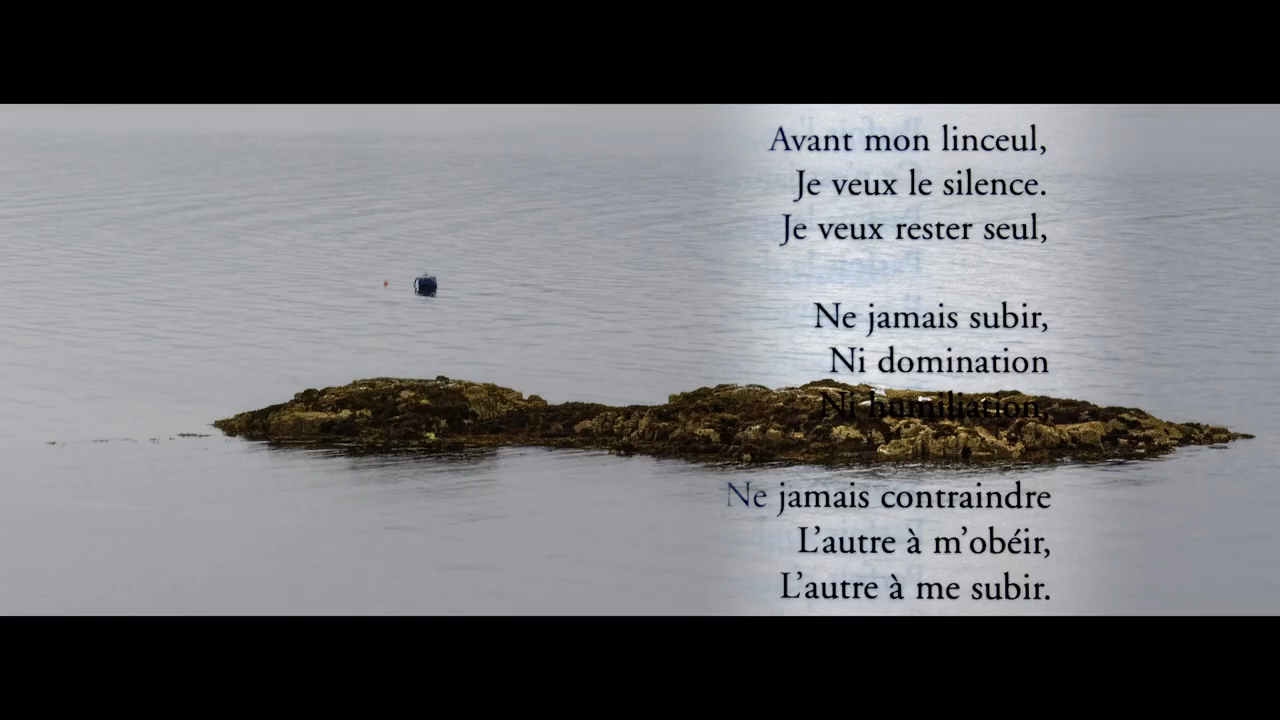 Avant mon linceul,
Je veux le silence.
Je veux rester seul,
Ne jamais subir,
Ni domination
Ni humiliation,
Ne jamais contraindre
L'autre à m'obéir,
L'autre à me subir.